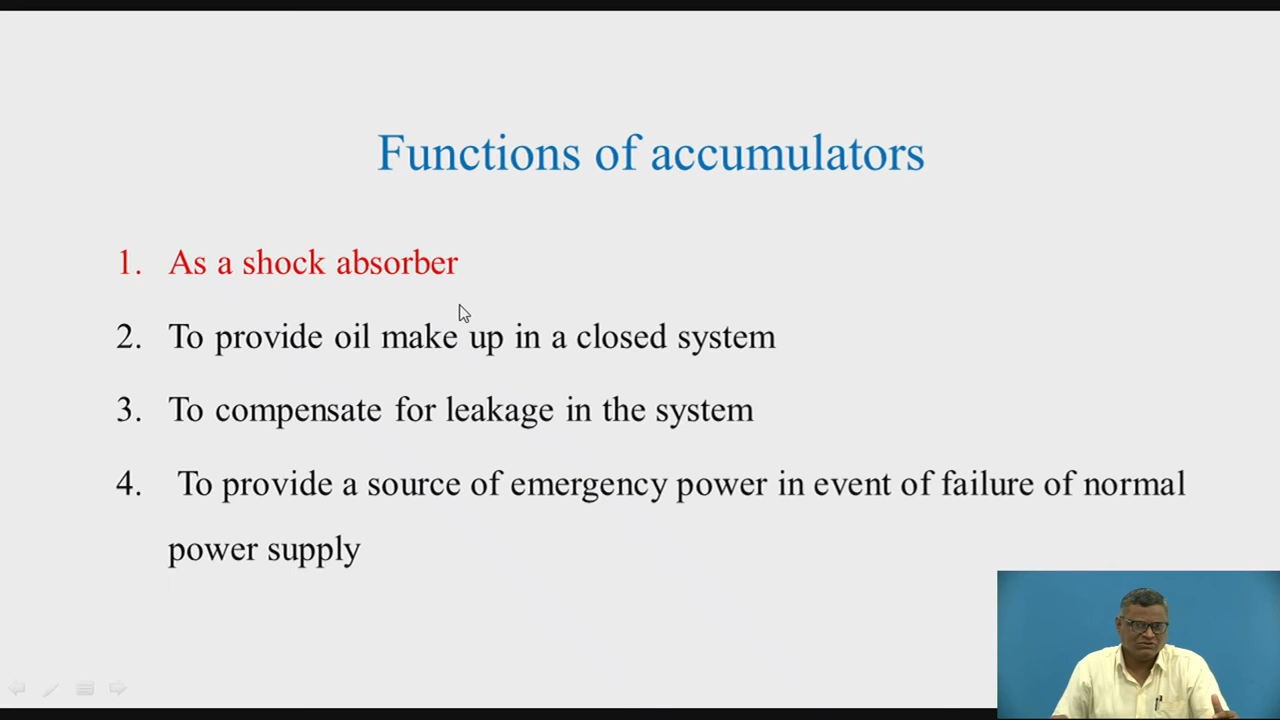 Functions of accumulators
1. As a shock absorber
2. To provide oil make up in a closed system
3. To compensate for leakage in the system
4. To provide a source of emergency power in event of failure of normal
power supply